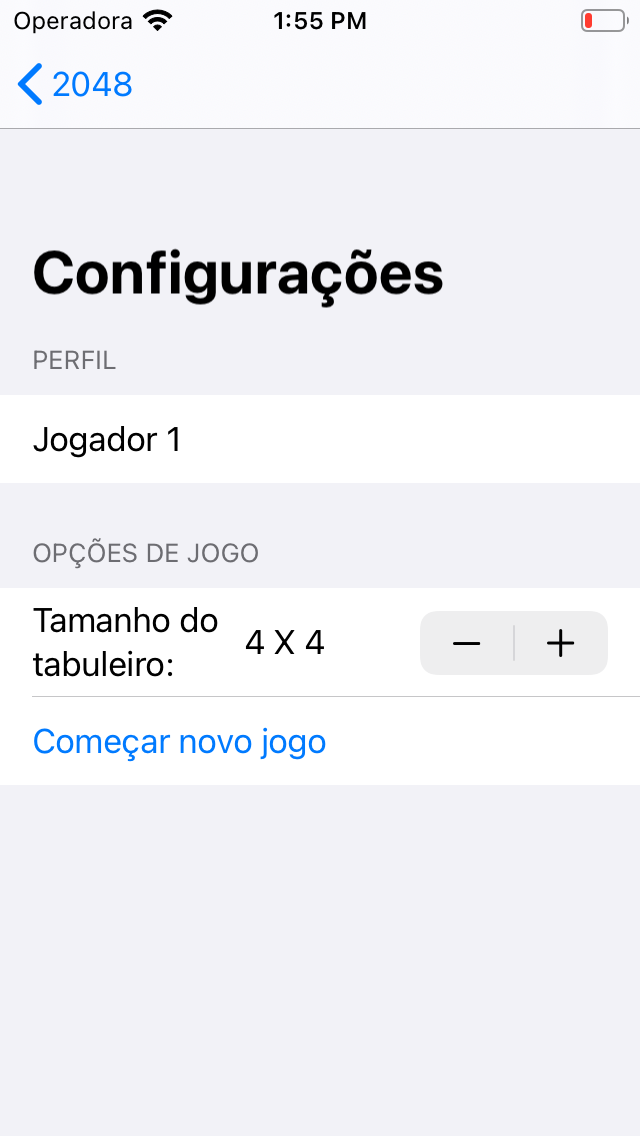 Operadora 1:55 PM
2048
Configurações
PERFIL
Jogador 1
OPÇÕES DE JOGO
Tamanho do
tabuleiro:
4 X 4
Começar novo jogo